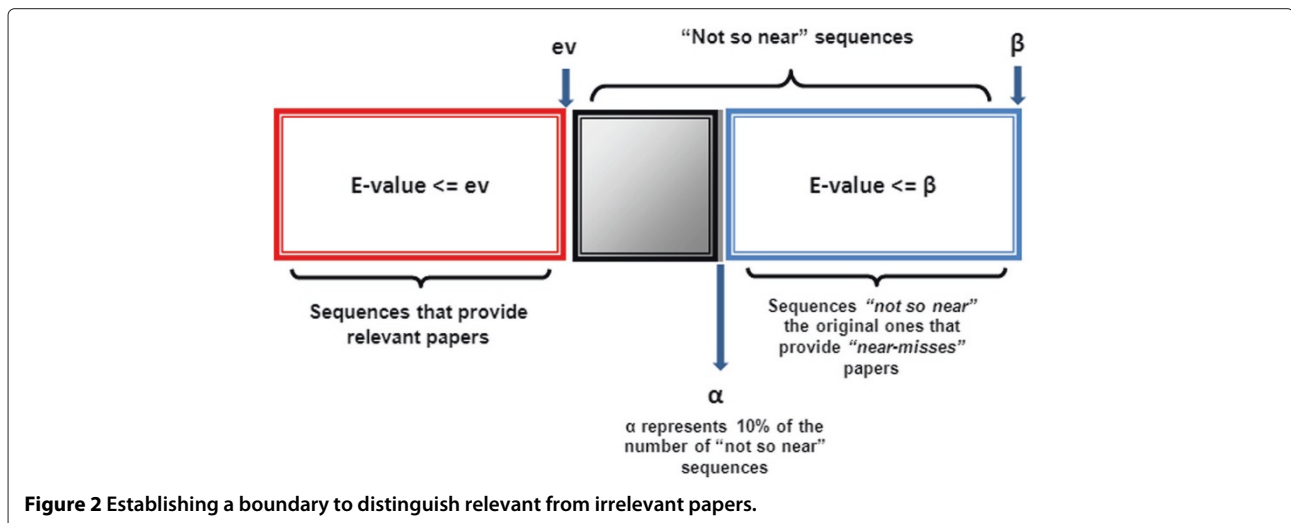 "Not so near" sequences
ev
β
E-value <= ev
E-value <= β
Sequences that provide
relevant papers
Sequences "not so near"
the original ones that
provide "near-misses"
papers
α
α represents 10% of the
number of "not so near"
sequences
Figure 2 Establishing a boundary to distinguish relevant from irrelevant papers.